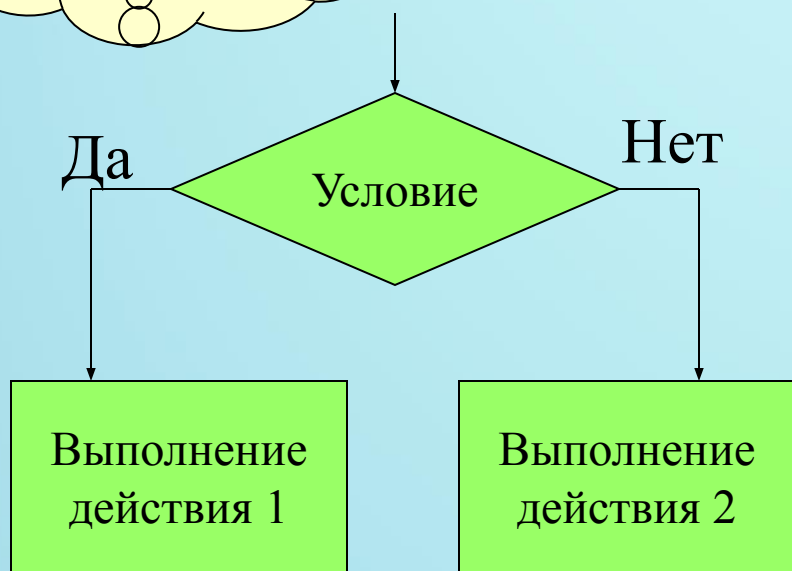 Да
Нет
Условие
Выполнение
действия 1
Выполнение
действия 2